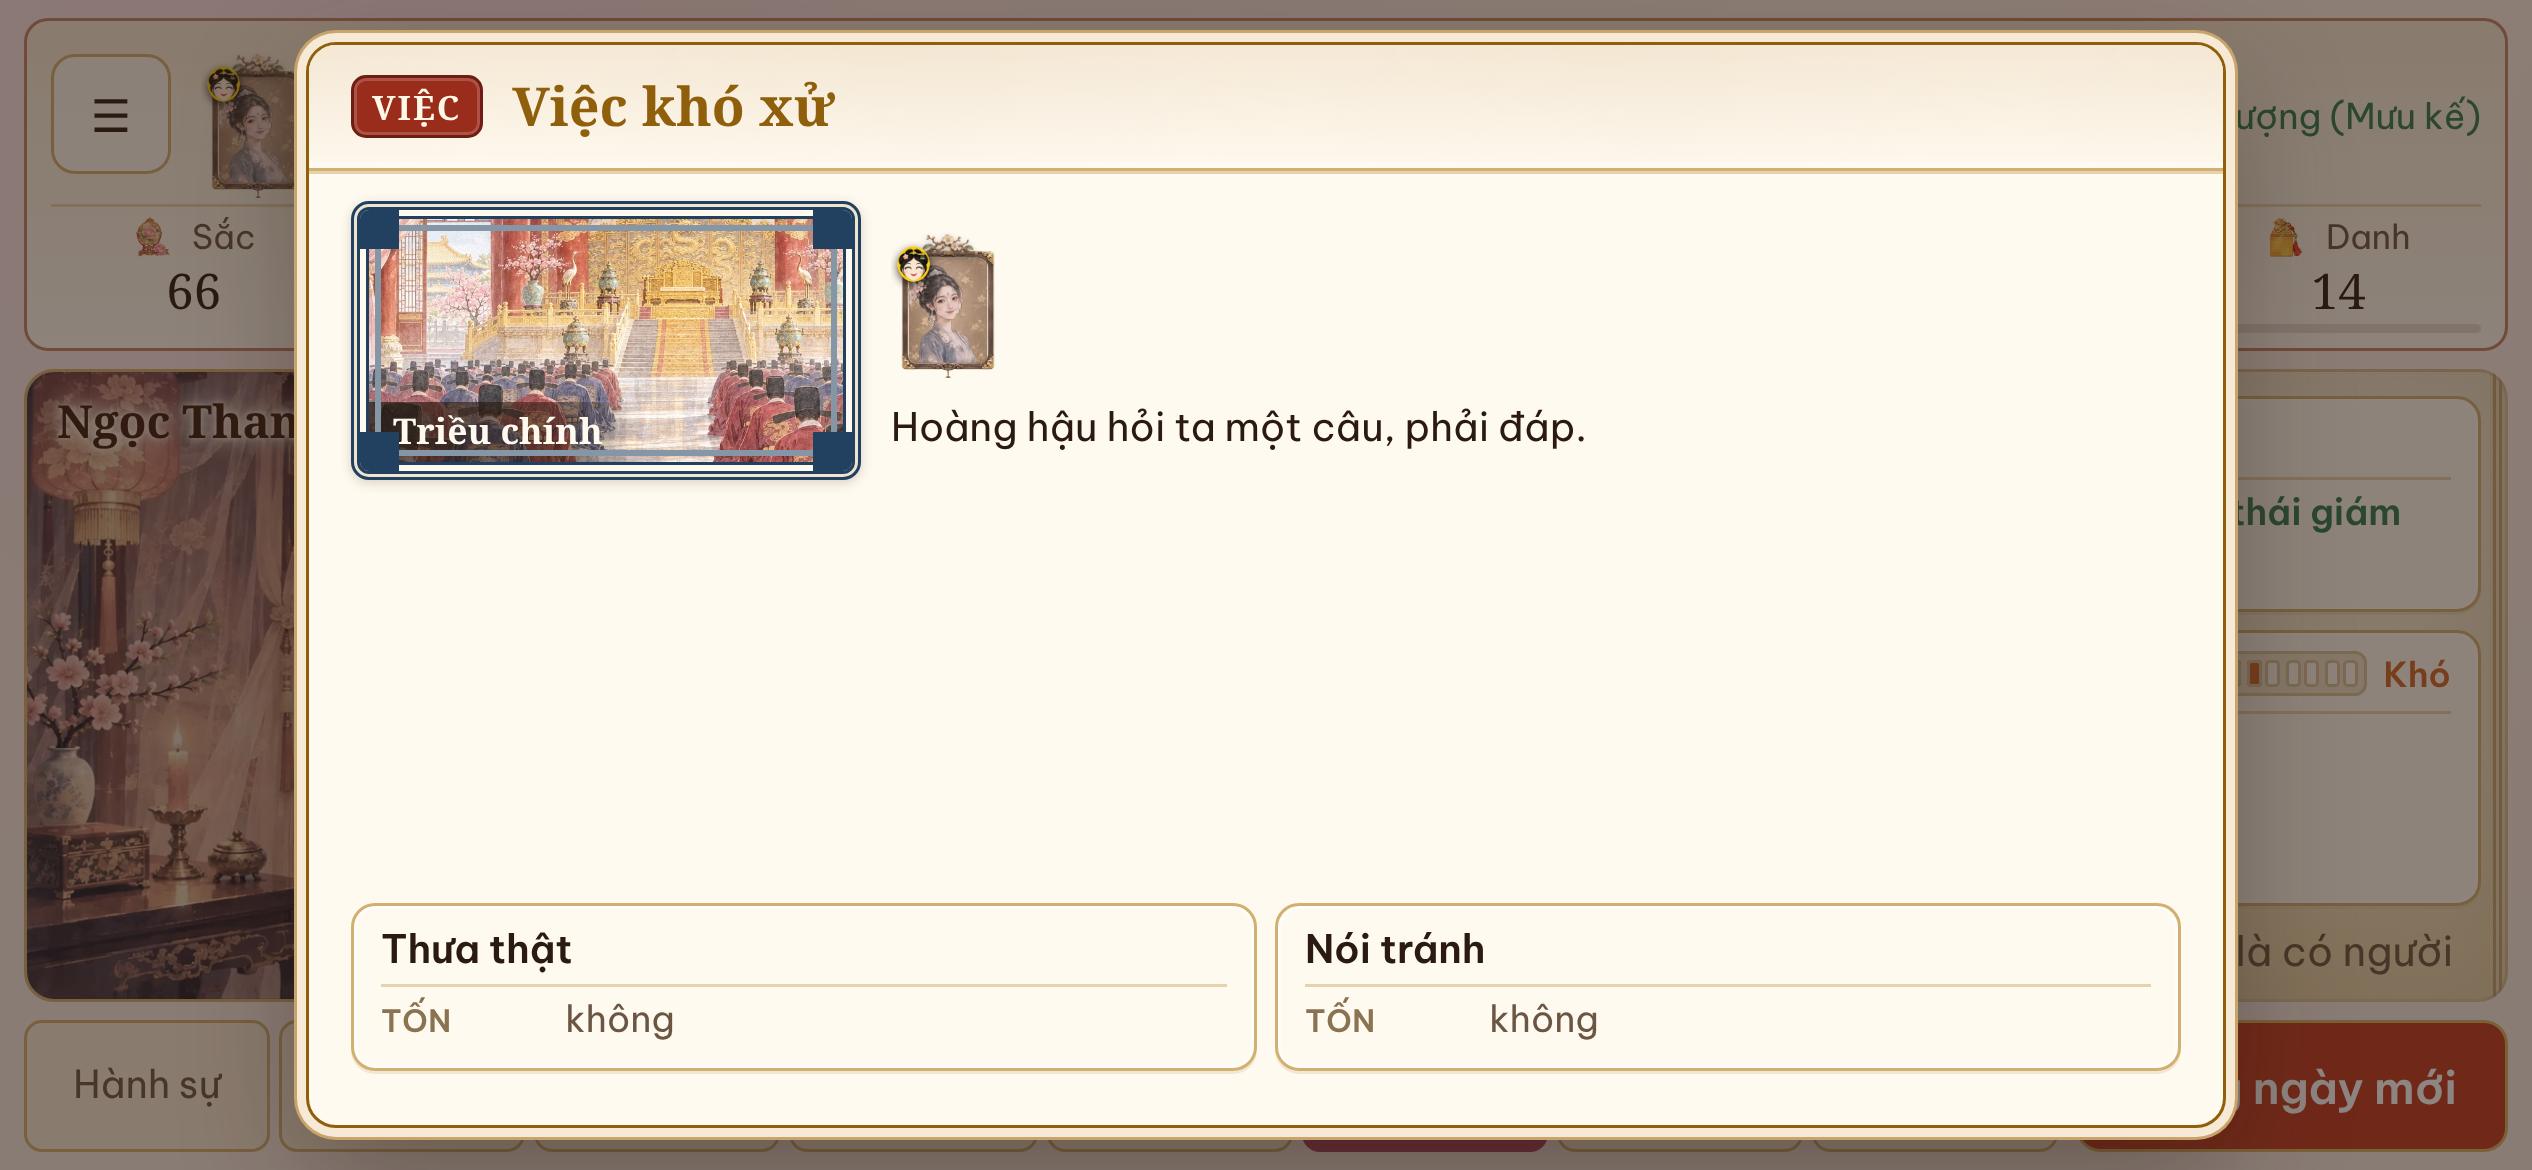 ☰
ượng (Mưu kế)
Sắc
66
Danh
14
VIỆC
Việc khó xử
Ngọc Than
Triều chính
Hoàng hậu hỏi ta một câu, phải đáp.
thái giám
Khó
Thưa thật
TỐN không
Nói tránh
TỐN không
là có người
Hành sự
ngày mới